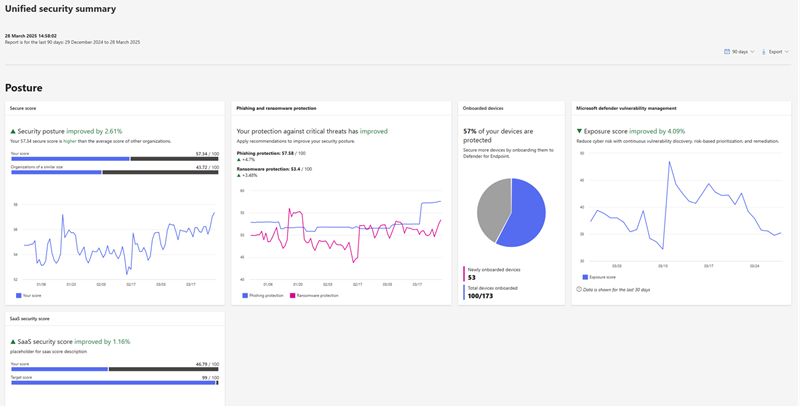 Unified security summary
28 March 2025 14:58:02
Report is for the last 90 days: 29 December 2024 to 28 March 2025
90 days
Export
Posture
Secure score
▲ Security posture improved by 2.61%
Your 57.34 secure score is higher than the average score of other organizations.
Your score 57.34 / 100
Organizations of a similar size 43.72 / 100
58
56
54
52
01/08 01/20 02/05 02/17 03/05 03/17
Your score
Phishing and ransomware protection
Your protection against critical threats has improved
Apply recommendations to improve your security posture.
Phishing protection: 57.58 / 100
▲ +4.7%
Ransomware protection: 53.4 / 100
▲ +3.45%
60
55
50
45
40
01/08 01/20 02/05 02/17 03/05 03/17
Phishing protection Ransomware protection
Onboarded devices
57% of your devices are
protected
Secure more devices by onboarding them to
Defender for Endpoint.
Newly onboarded devices
53
Total devices onboarded
100/173
Microsoft defender vulnerability management
▼ Exposure score improved by 4.09%
Reduce cyber risk with continuous vulnerability discovery, risk-based prioritization, and remediation.
50
45
40
35
30
03/03 03/10 03/17 03/24
Exposure score
Data is shown for the last 30 days
SaaS security score
▲ SaaS security score improved by 1.16%
placeholder for saas score description
Your score 46.79 / 100
Target score 99 / 100